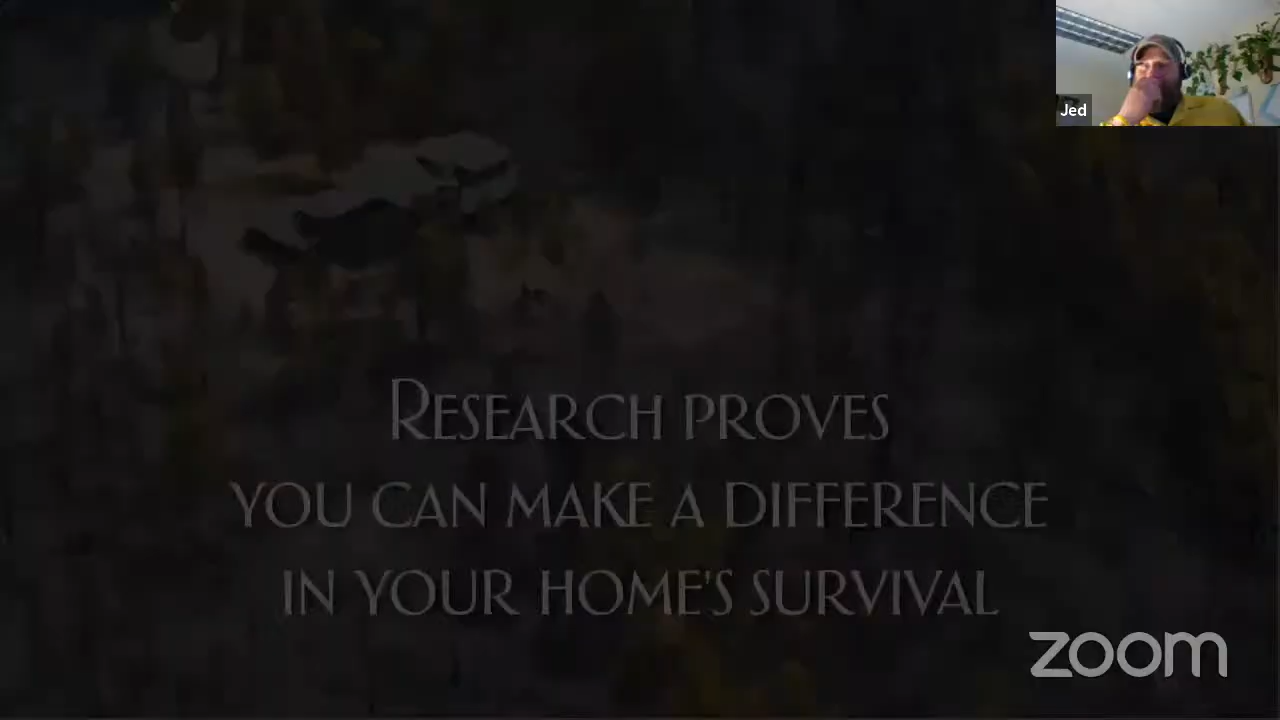 Jed
RESEARCH PROVES
YOU CAN MAKE A DIFFERENCE
IN YOUR HOME'S SURVIVAL
zoom